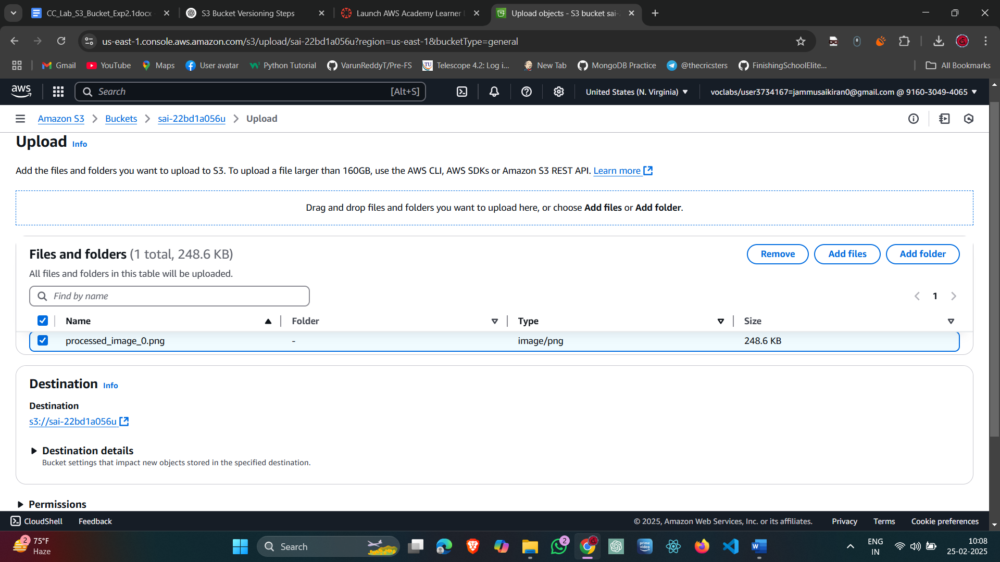 CC_Lab_S3_Bucket_Exp2.1docx
S3 Bucket Versioning Steps
Launch AWS Academy Learner
Upload objects - S3 bucket sai-
us-east-1.console.aws.amazon.com/s3/upload/sai-22bd1a056u?region=us-east-1&bucketType=general
Gmail
YouTube
Maps
User avatar
Python Tutorial
VarunReddyT/Pre-FS
TU
Telescope 4.2: Log i...
New Tab
MongoDB Practice
@thecricsters
FinishingSchoolElite...
All Bookmarks
aws
Search
[Alt+S]
United States (N. Virginia)
voclabs/user3734167=jammusaikiran0@gmail.com @ 9160-3049-4065
Amazon S3
Buckets
sai-22bd1a056u
Upload
Upload Info
Add the files and folders you want to upload to S3. To upload a file larger than 160GB, use the AWS CLI, AWS SDKs or Amazon S3 REST API. Learn more
Drag and drop files and folders you want to upload here, or choose Add files or Add folder.
Files and folders (1 total, 248.6 KB)
Remove
Add files
Add folder
All files and folders in this table will be uploaded.
Find by name
1
Name
Folder
Type
Size
processed_image_0.png
-
image/png
248.6 KB
Destination Info
Destination
s3://sai-22bd1a056u
Destination details
Bucket settings that impact new objects stored in the specified destination.
Permissions
CloudShell
Feedback
© 2025, Amazon Web Services, Inc. or its affiliates.
Privacy
Terms
Cookie preferences
2
75°F
Haze
Search
2
prime video
W
ENG
IN
10:08
25-02-2025